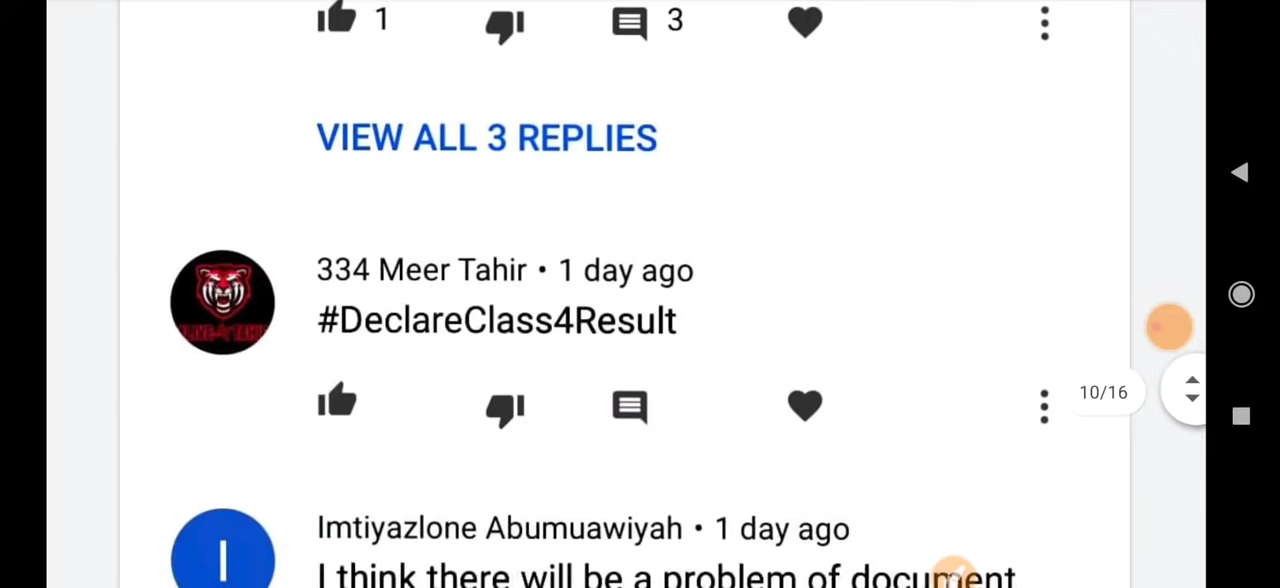 1
3
VIEW ALL 3 REPLIES
334 Meer Tahir • 1 day ago
#DeclareClass4Result
10/16
I
Imtiyazlone Abumuawiyah • 1 day ago
I think there will be a problem of document